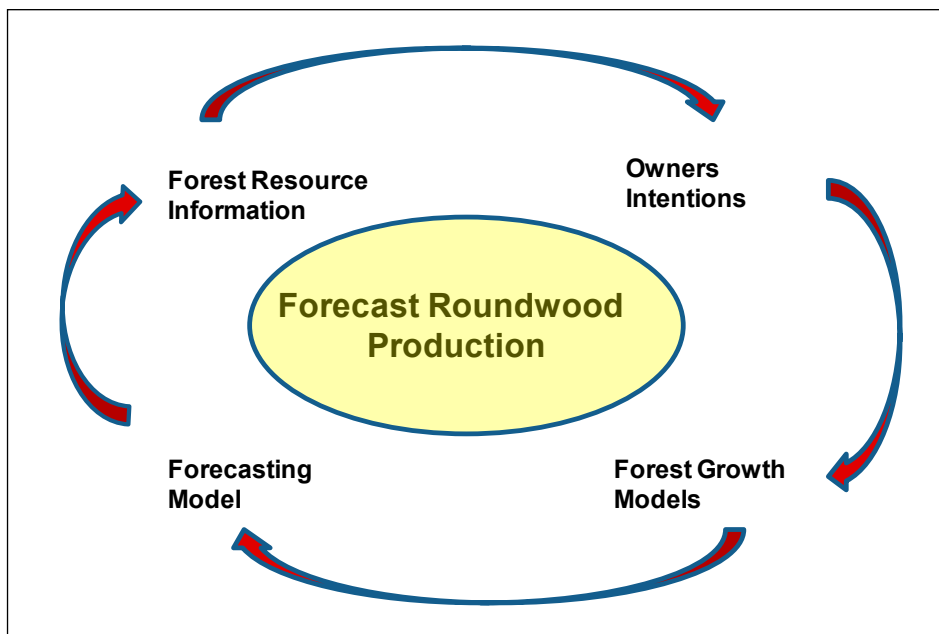 Forest Resource
Information
Owners
Intentions
Forecast Roundwood
Production
Forecasting
Model
Forest Growth
Models